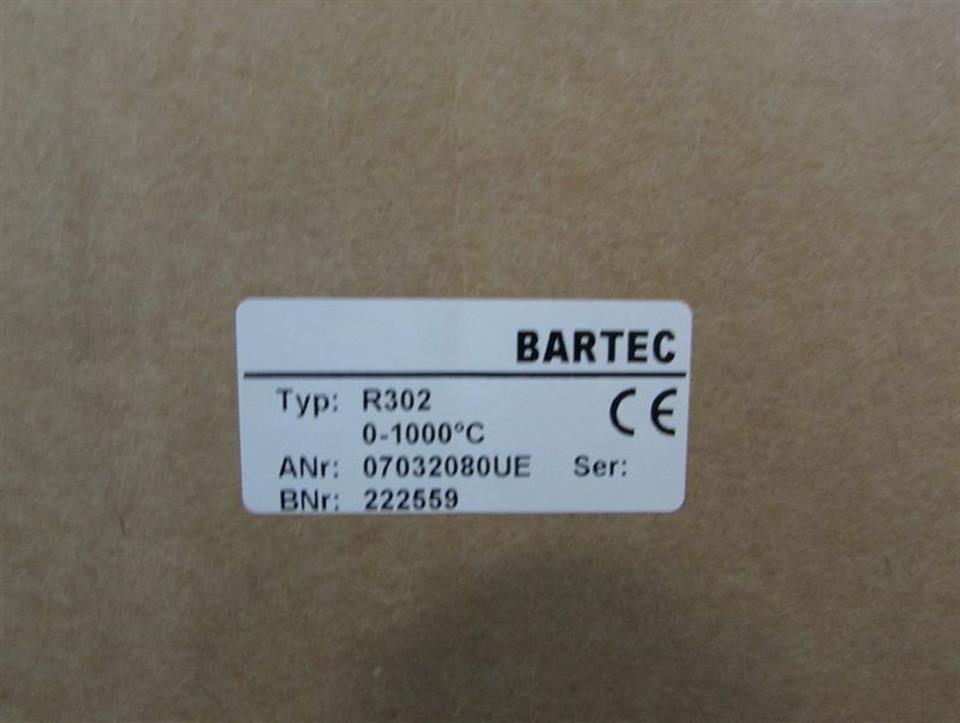 BARTEC
Typ: R302
CE
0-1000°C
ANr: 07032080UE Ser:
BNr: 222559